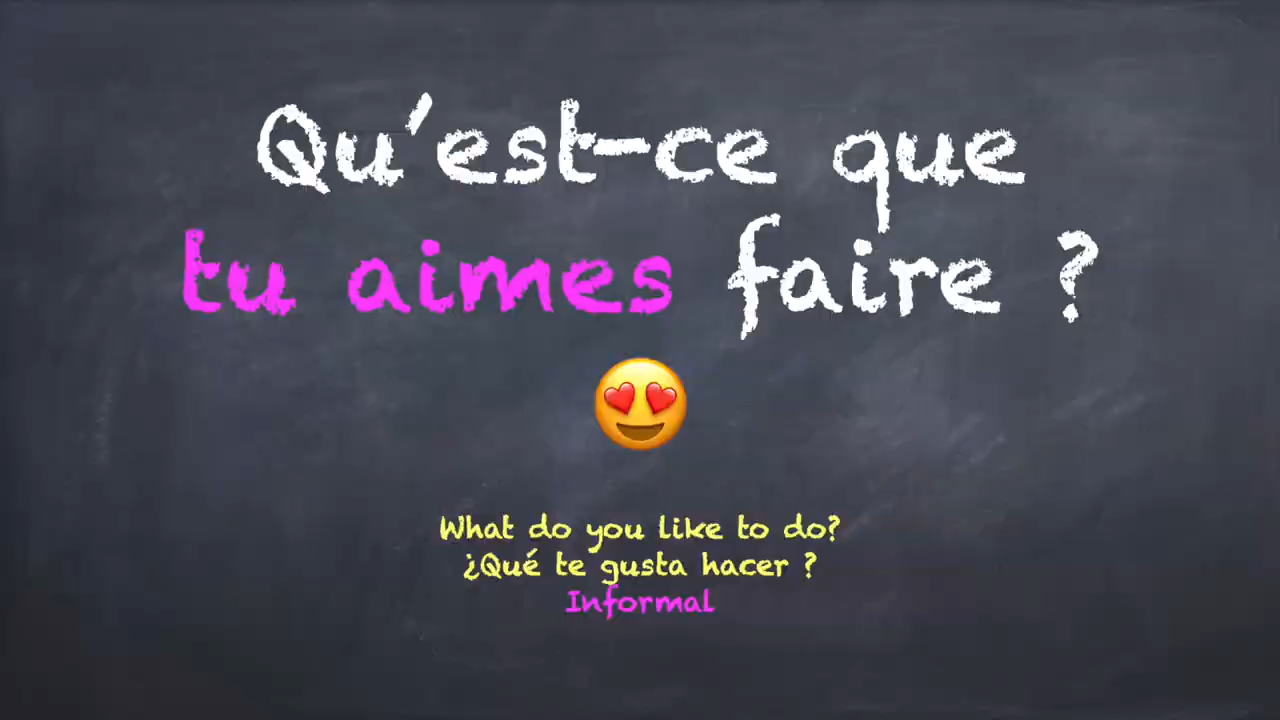 Qu'est-ce que
tu aimes faire ?
What do you like to do?
¿Qué te gusta hacer ?
Informal